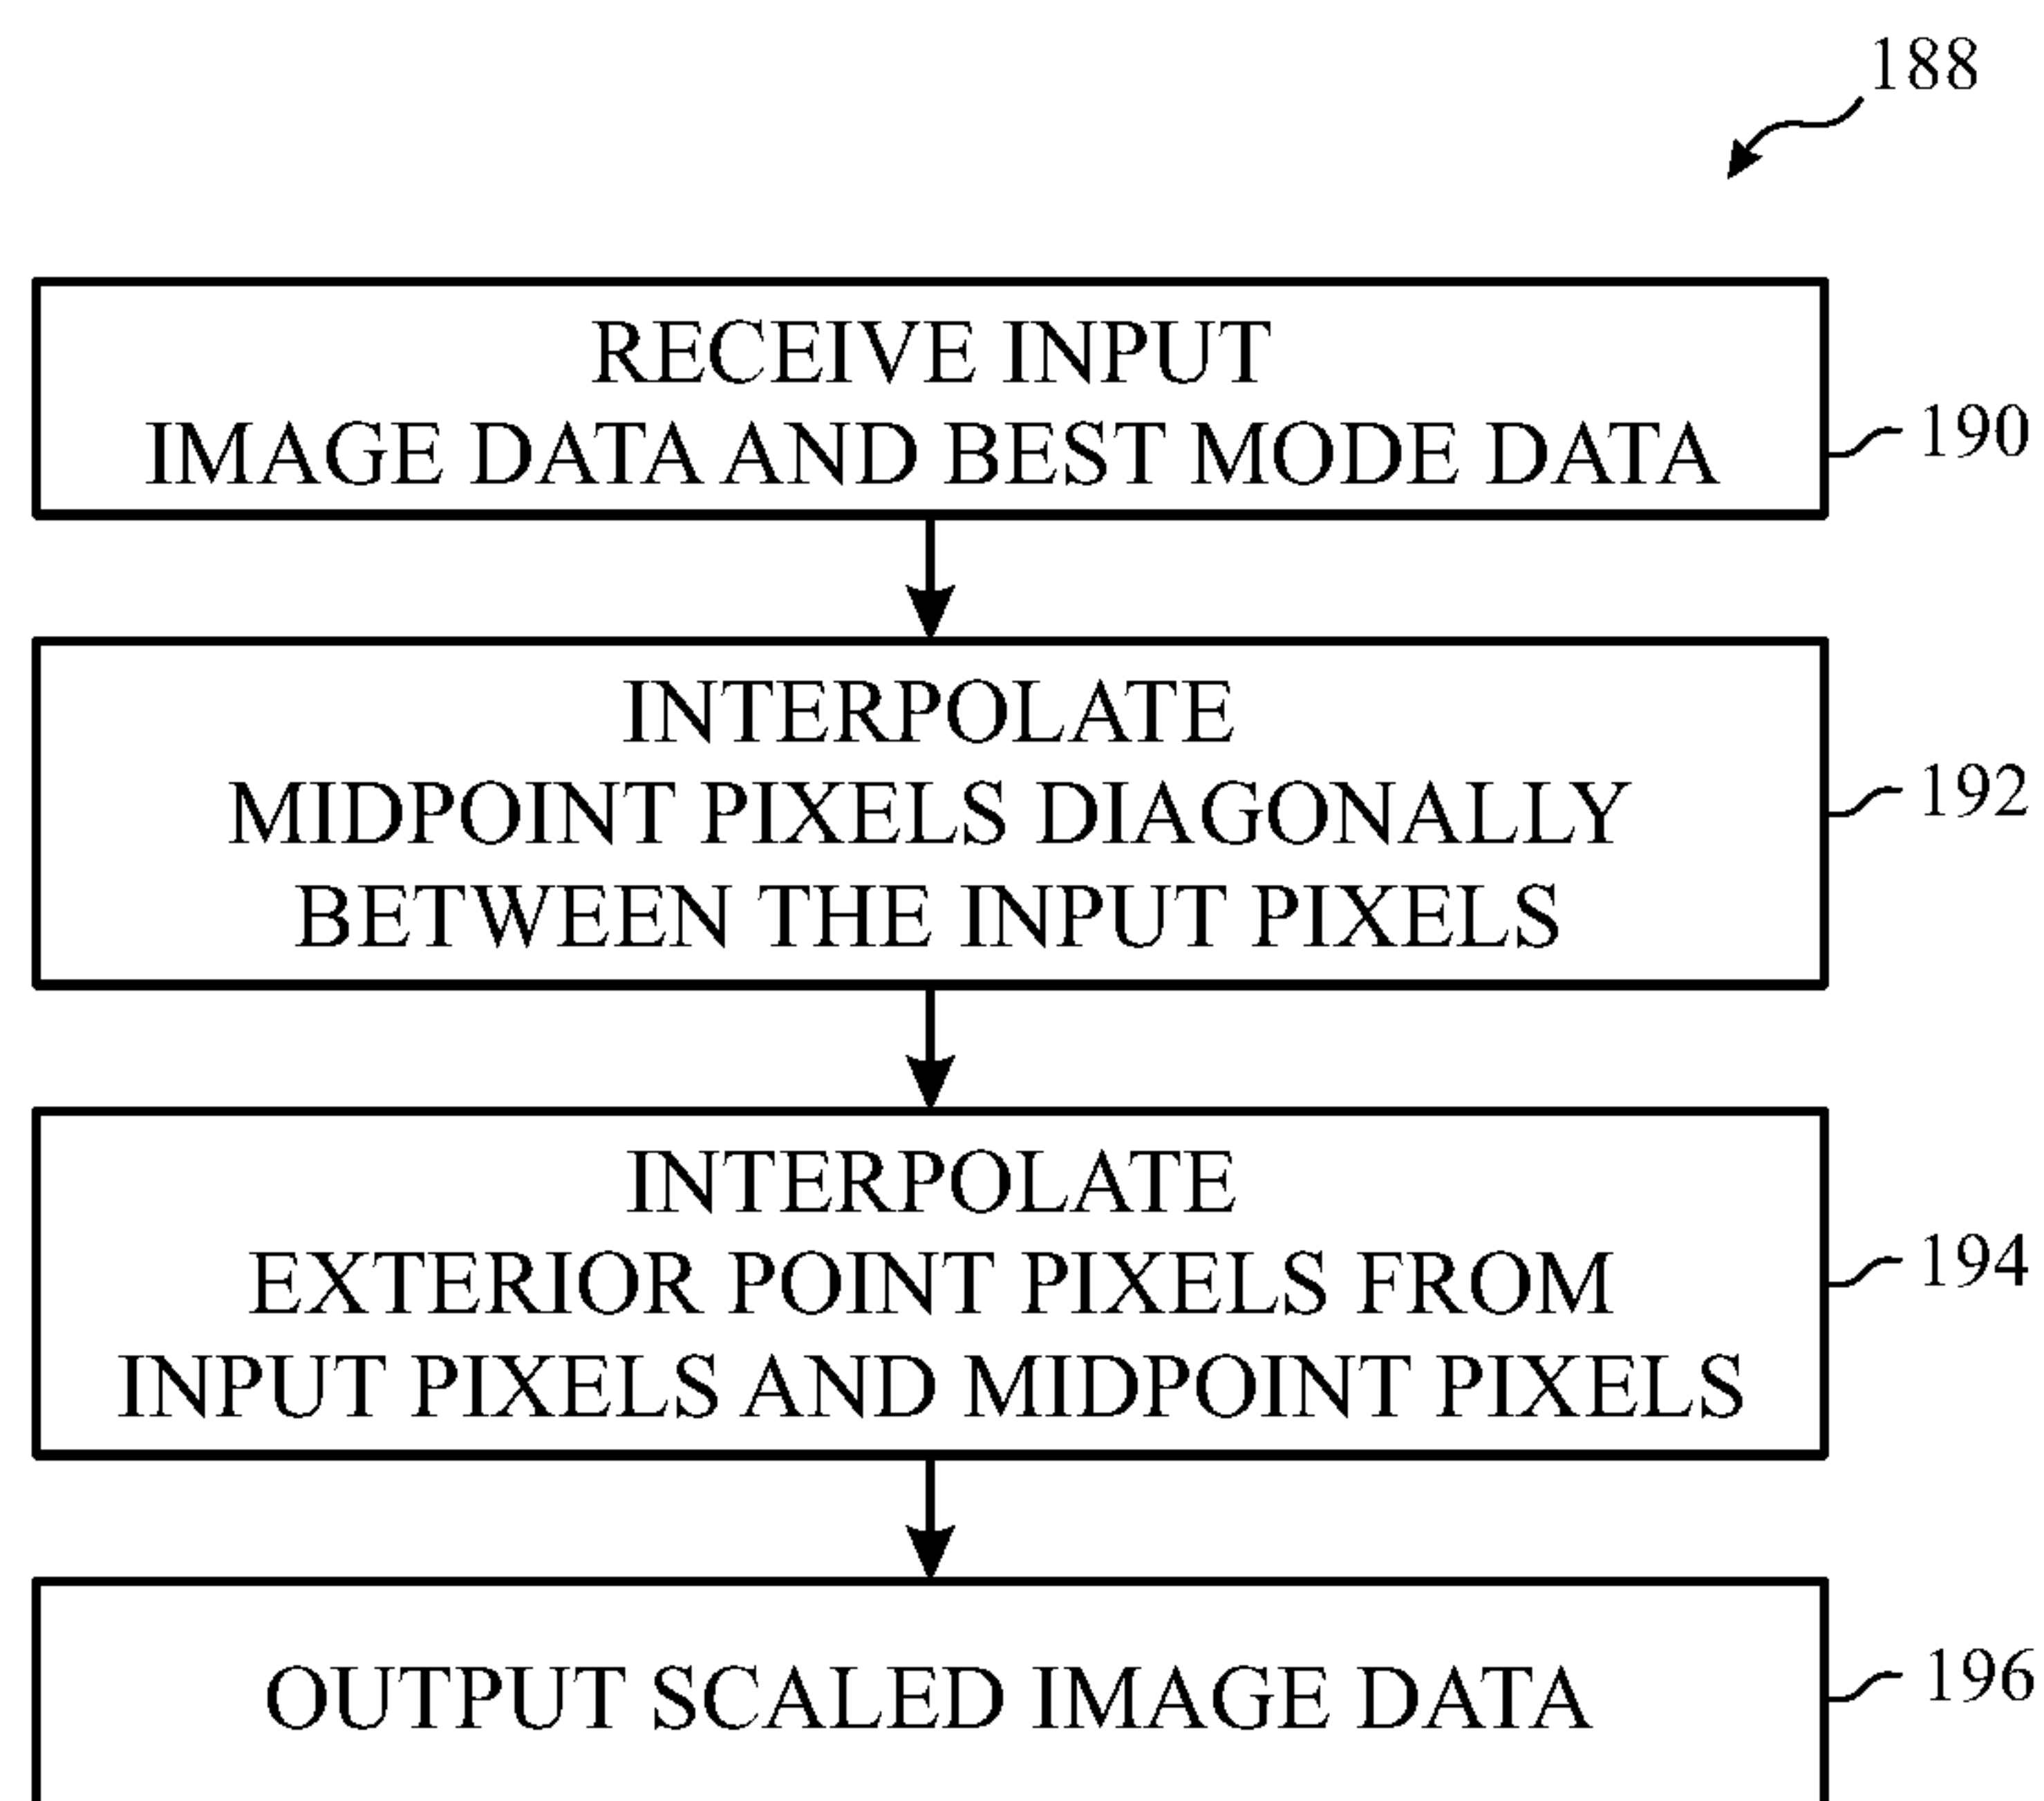 188
RECEIVE INPUT
IMAGE DATA AND BEST MODE DATA
190
INTERPOLATE
MIDPOINT PIXELS DIAGONALLY
BETWEEN THE INPUT PIXELS
192
INTERPOLATE
EXTERIOR POINT PIXELS FROM
INPUT PIXELS AND MIDPOINT PIXELS
194
OUTPUT SCALED IMAGE DATA
196